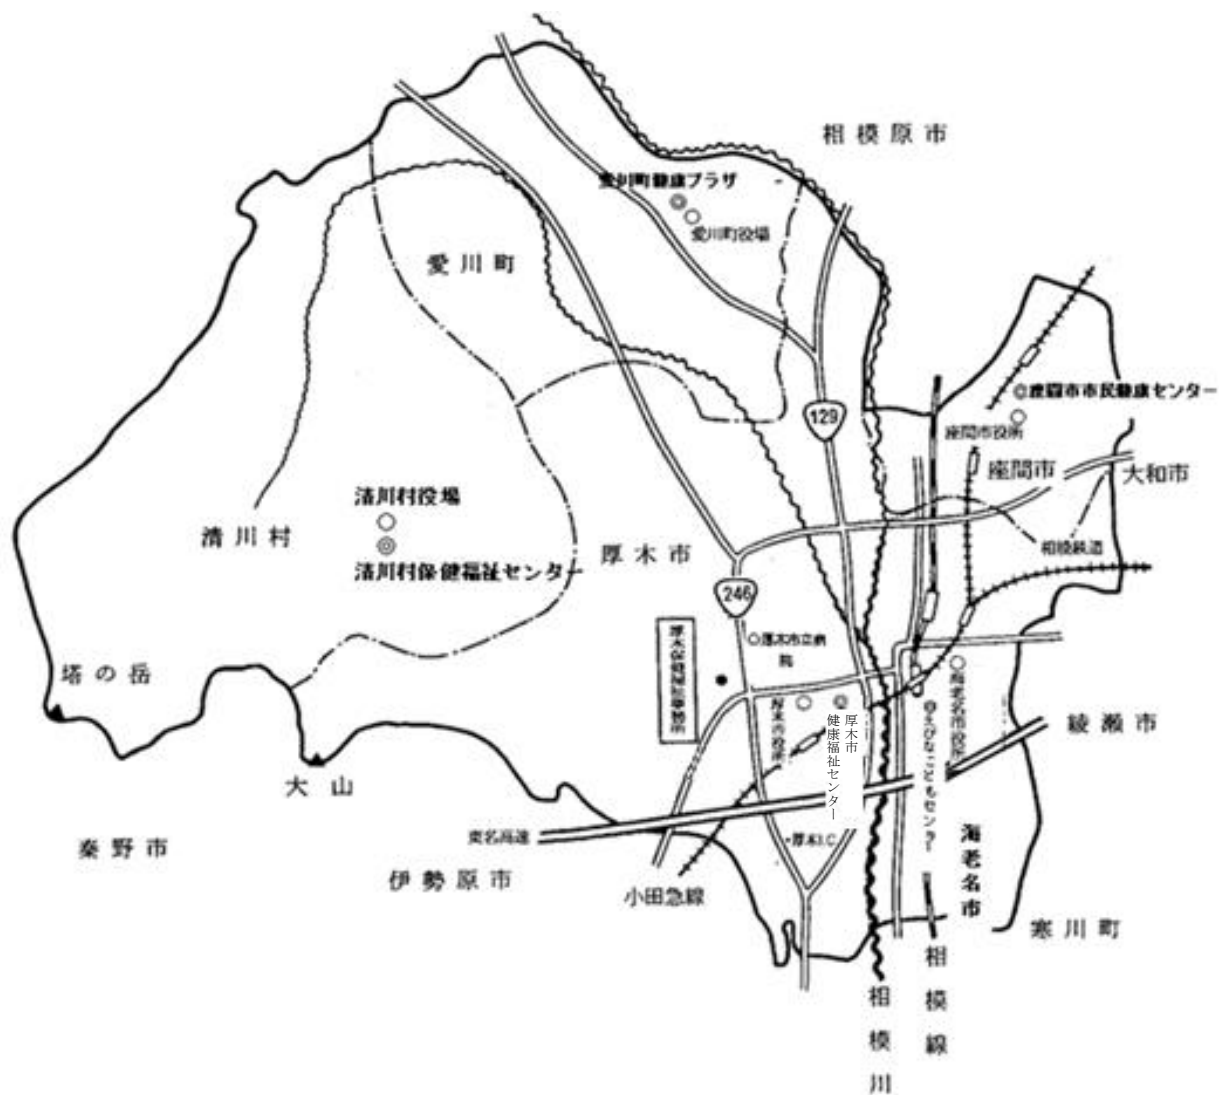 相模原市
愛川町健康プラザ
愛川町役場
愛川町
129
◎座間市市民健康センター
座間市役所
座間市
大和市
清川村役場
清川村
清川村保健福祉センター
厚木市
相模鉄道
246
厚木保健福祉事務所
厚木市立病
院
塔の岳
海老名市役所
厚木市役所
厚木市
健康福祉センター
えびなこどもセンター
綾瀬市
大山
秦野市
東名高速
厚木I.C
海老名市
伊勢原市
小田急線
寒川町
相模線
相模川